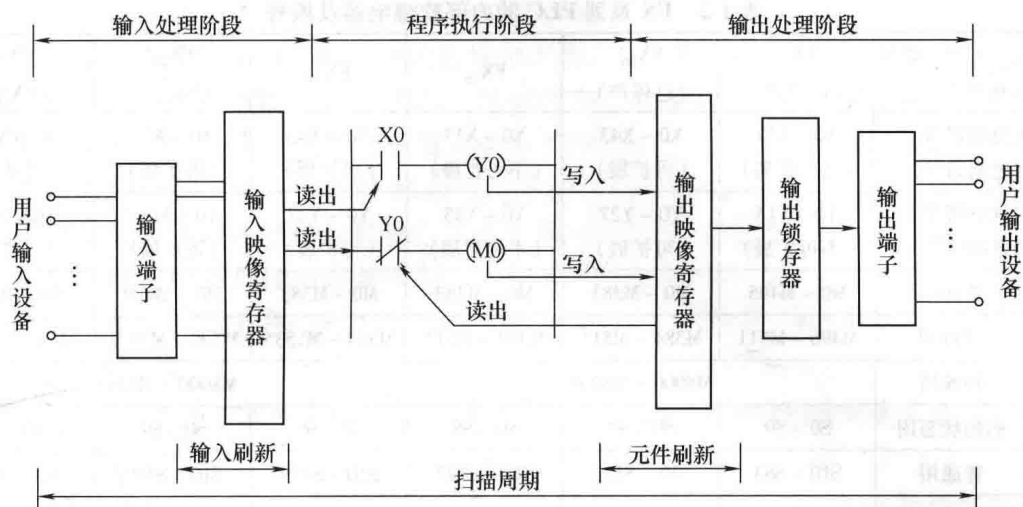 输入处理阶段
程序执行阶段
输出处理阶段
用户输入设备
⋮
输入端子
输入映像寄存器
X0
Y0
读出
读出
Y0
M0
读出
写入
写入
输出映像寄存器
输出锁存器
输出端子
⋮
用户输出设备
输入刷新
元件刷新
扫描周期